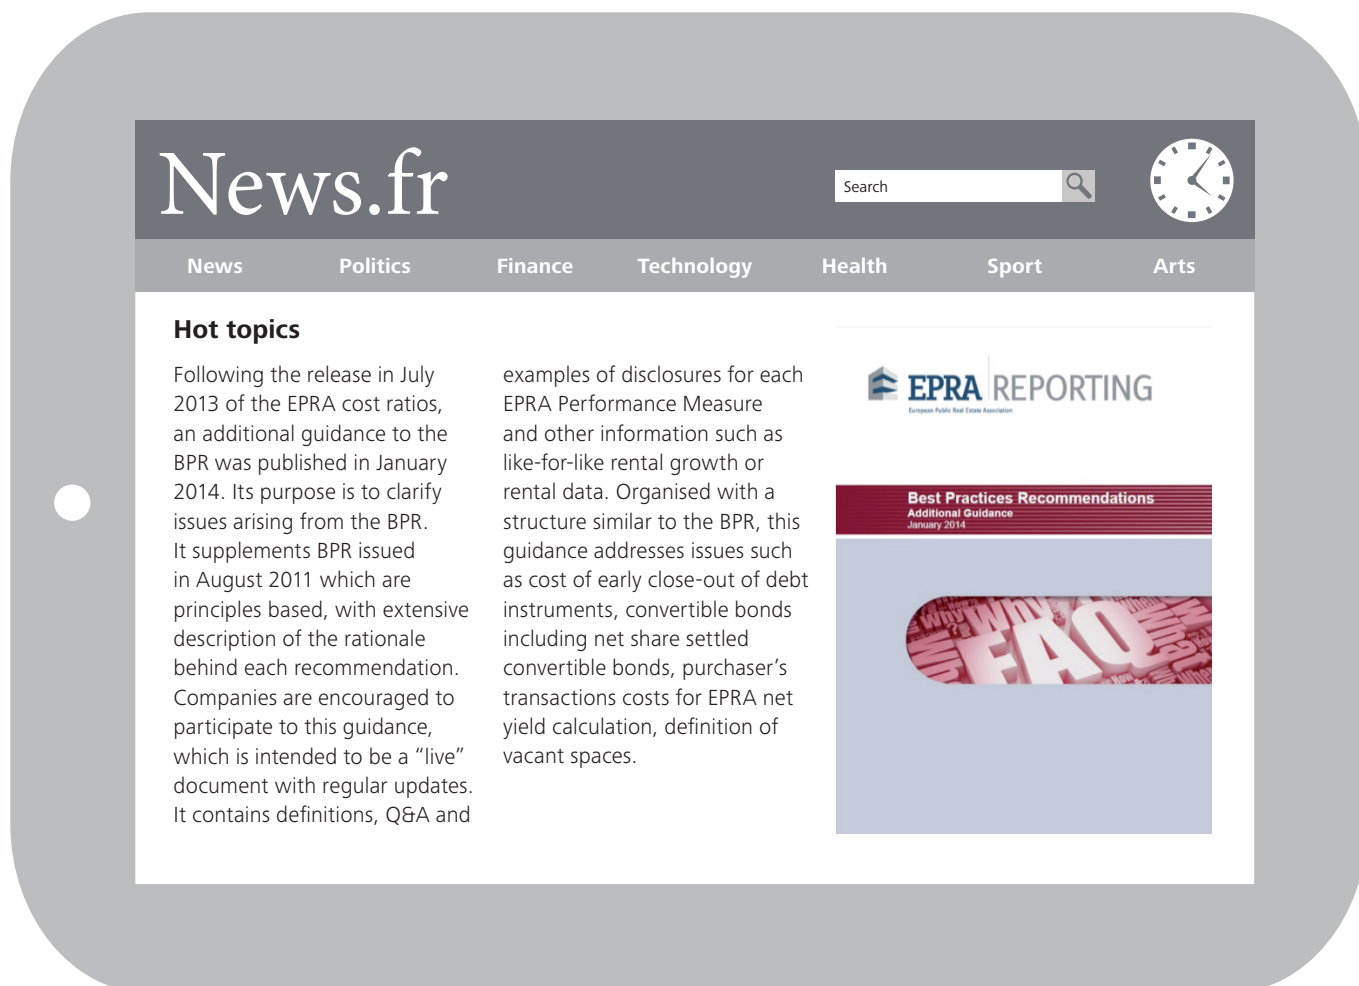 News.fr
Search
News Politics Finance Technology Health Sport Arts
Hot topics
Following the release in July
2013 of the EPRA cost ratios,
an additional guidance to the
BPR was published in January
2014. Its purpose is to clarify
issues arising from the BPR.
It supplements BPR issued
in August 2011 which are
principles based, with extensive
description of the rationale
behind each recommendation.
Companies are encouraged to
participate to this guidance,
which is intended to be a “live”
document with regular updates.
It contains definitions, Q&A and
examples of disclosures for each
EPRA Performance Measure
and other information such as
like-for-like rental growth or
rental data. Organised with a
structure similar to the BPR, this
guidance addresses issues such
as cost of early close-out of debt
instruments, convertible bonds
including net share settled
convertible bonds, purchaser’s
transactions costs for EPRA net
yield calculation, definition of
vacant spaces.
EPRA REPORTING
European Public Real Estate Association
Best Practices Recommendations
Additional Guidance
January 2014
Why
FAQ